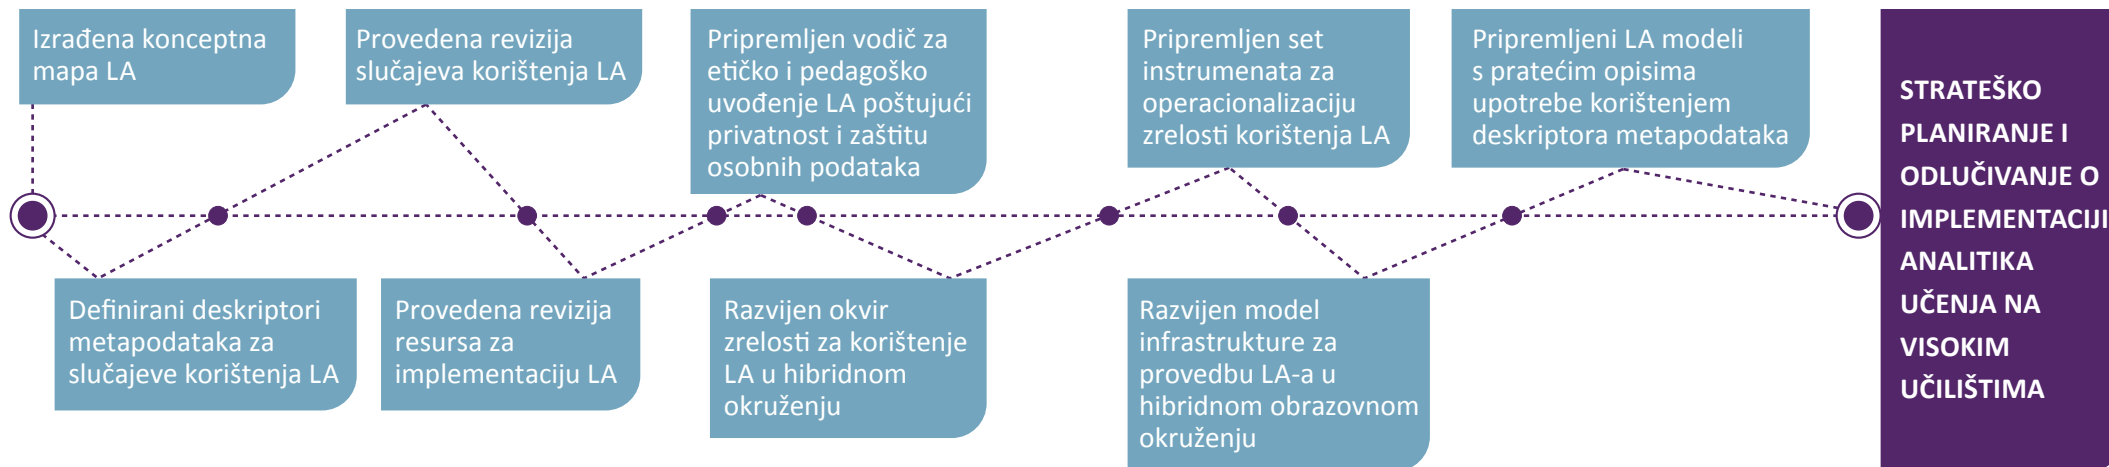 Izrađena konceptna
mapa LA
Provedena revizija
slučajeva korištenja LA
Pripremljen vodič za
etičko i pedagoško
uvođenje LA poštujući
privatnost i zaštitu
osobnih podataka
Pripremljen set
instrumenata za
operacionalizaciju
zrelosti korištenja LA
Pripremljeni LA modeli
s pratećim opisima
upotrebe korištenjem
deskriptora metapodataka
Definirani deskriptori
metapodataka za
slučajeve korištenja LA
Provedena revizija
resursa za
implementaciju LA
Razvijen okvir
zrelosti za korištenje
LA u hibridnom
okruženju
Razvijen model
infrastrukture za
provedbu LA-a u
hibridnom obrazovnom
okruženju
STRATEŠKO
PLANIRANJE I
ODLUČIVANJE O
IMPLEMENTACIJI
ANALITIKA
UČENJA NA
VISOKIM
UČILIŠTIMA